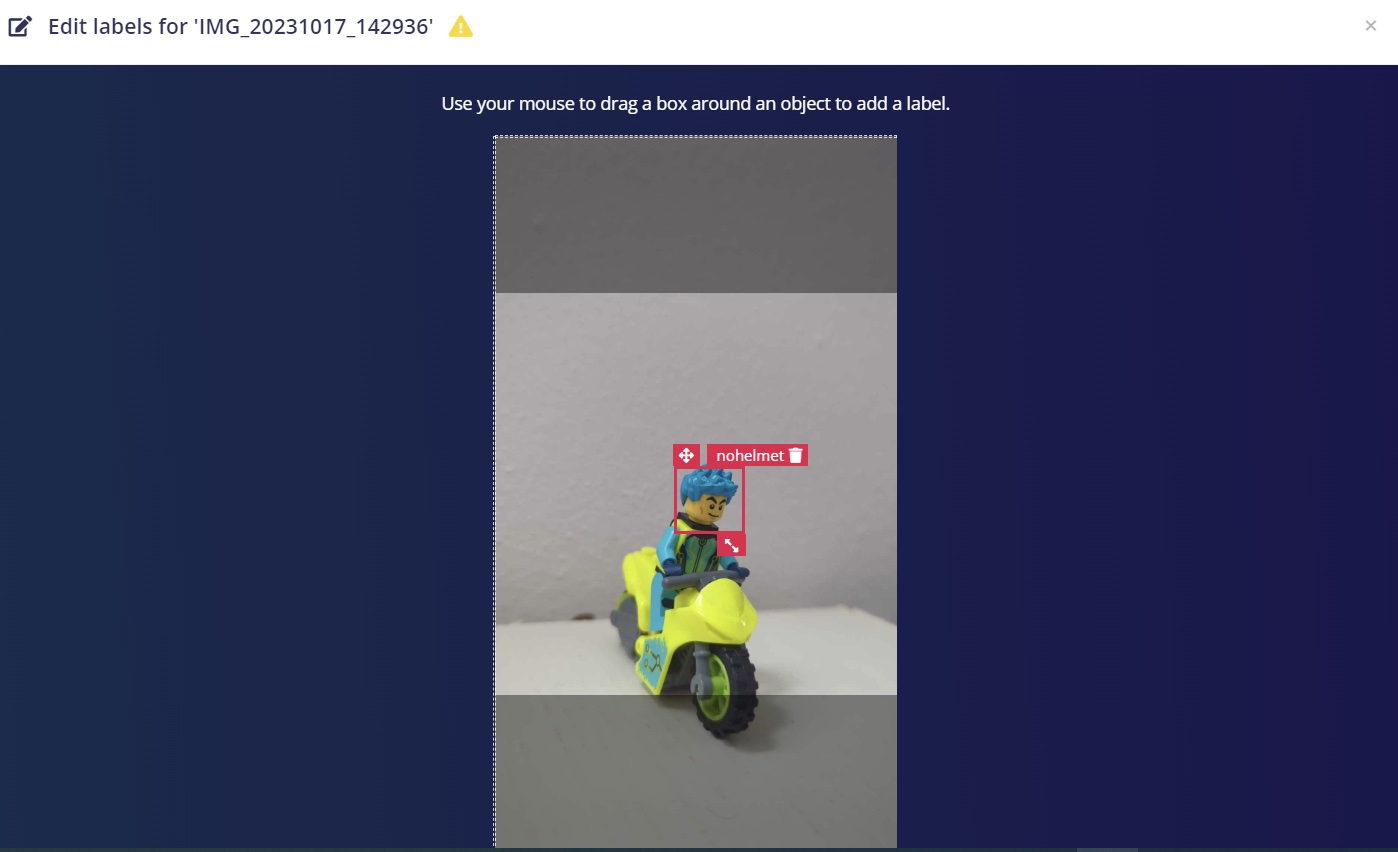 Edit labels for 'IMG_20231017_142936'
Use your mouse to drag a box around an object to add a label.
nohelmet